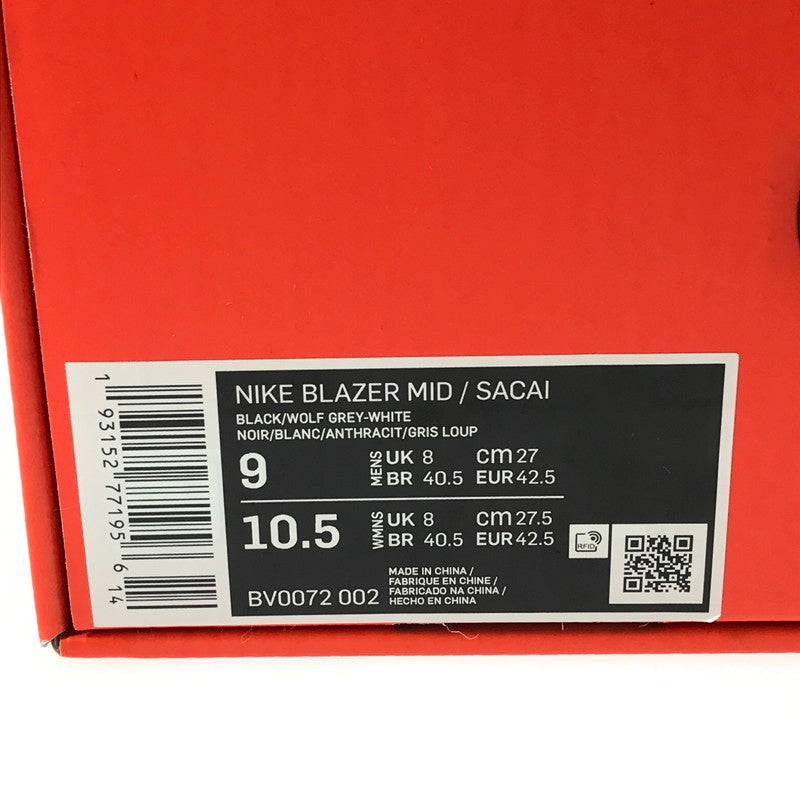 NIKE BLAZER MID / SACAI
BLACK/WOLF GREY-WHITE
NOIR/BLANC/ANTHRACIT/GRIS LOUP
9 MENS UK 8 cm 27
BR 40.5 EUR 42.5
10.5 WMNS UK 8 cm 27.5
BR 40.5 EUR 42.5
RFID
BV0072 002
MADE IN CHINA /
FABRIQUE EN CHINE /
FABRICADO NA CHINA /
HECHO EN CHINA
1 93152 77195 6 14